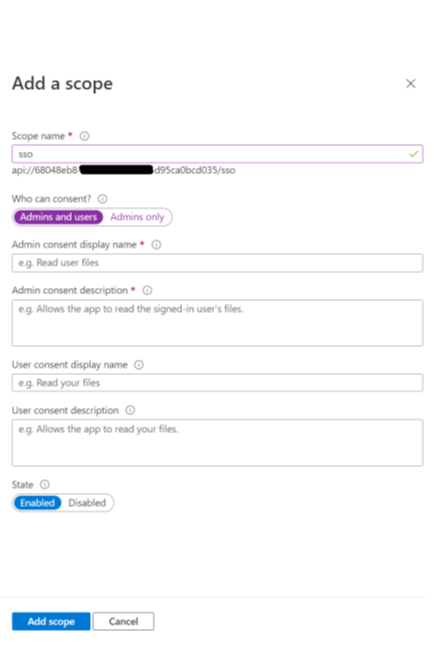 Add a scope
Scope name *
sso
api://68048eb8- -d95ca0bcd035/sso
Who can consent?
Admins and users Admins only
Admin consent display name *
e.g. Read user files
Admin consent description *
e.g. Allows the app to read the signed-in user's files.
User consent display name
e.g. Read your files
User consent description
e.g. Allows the app to read your files.
State
Enabled Disabled
Add scope Cancel